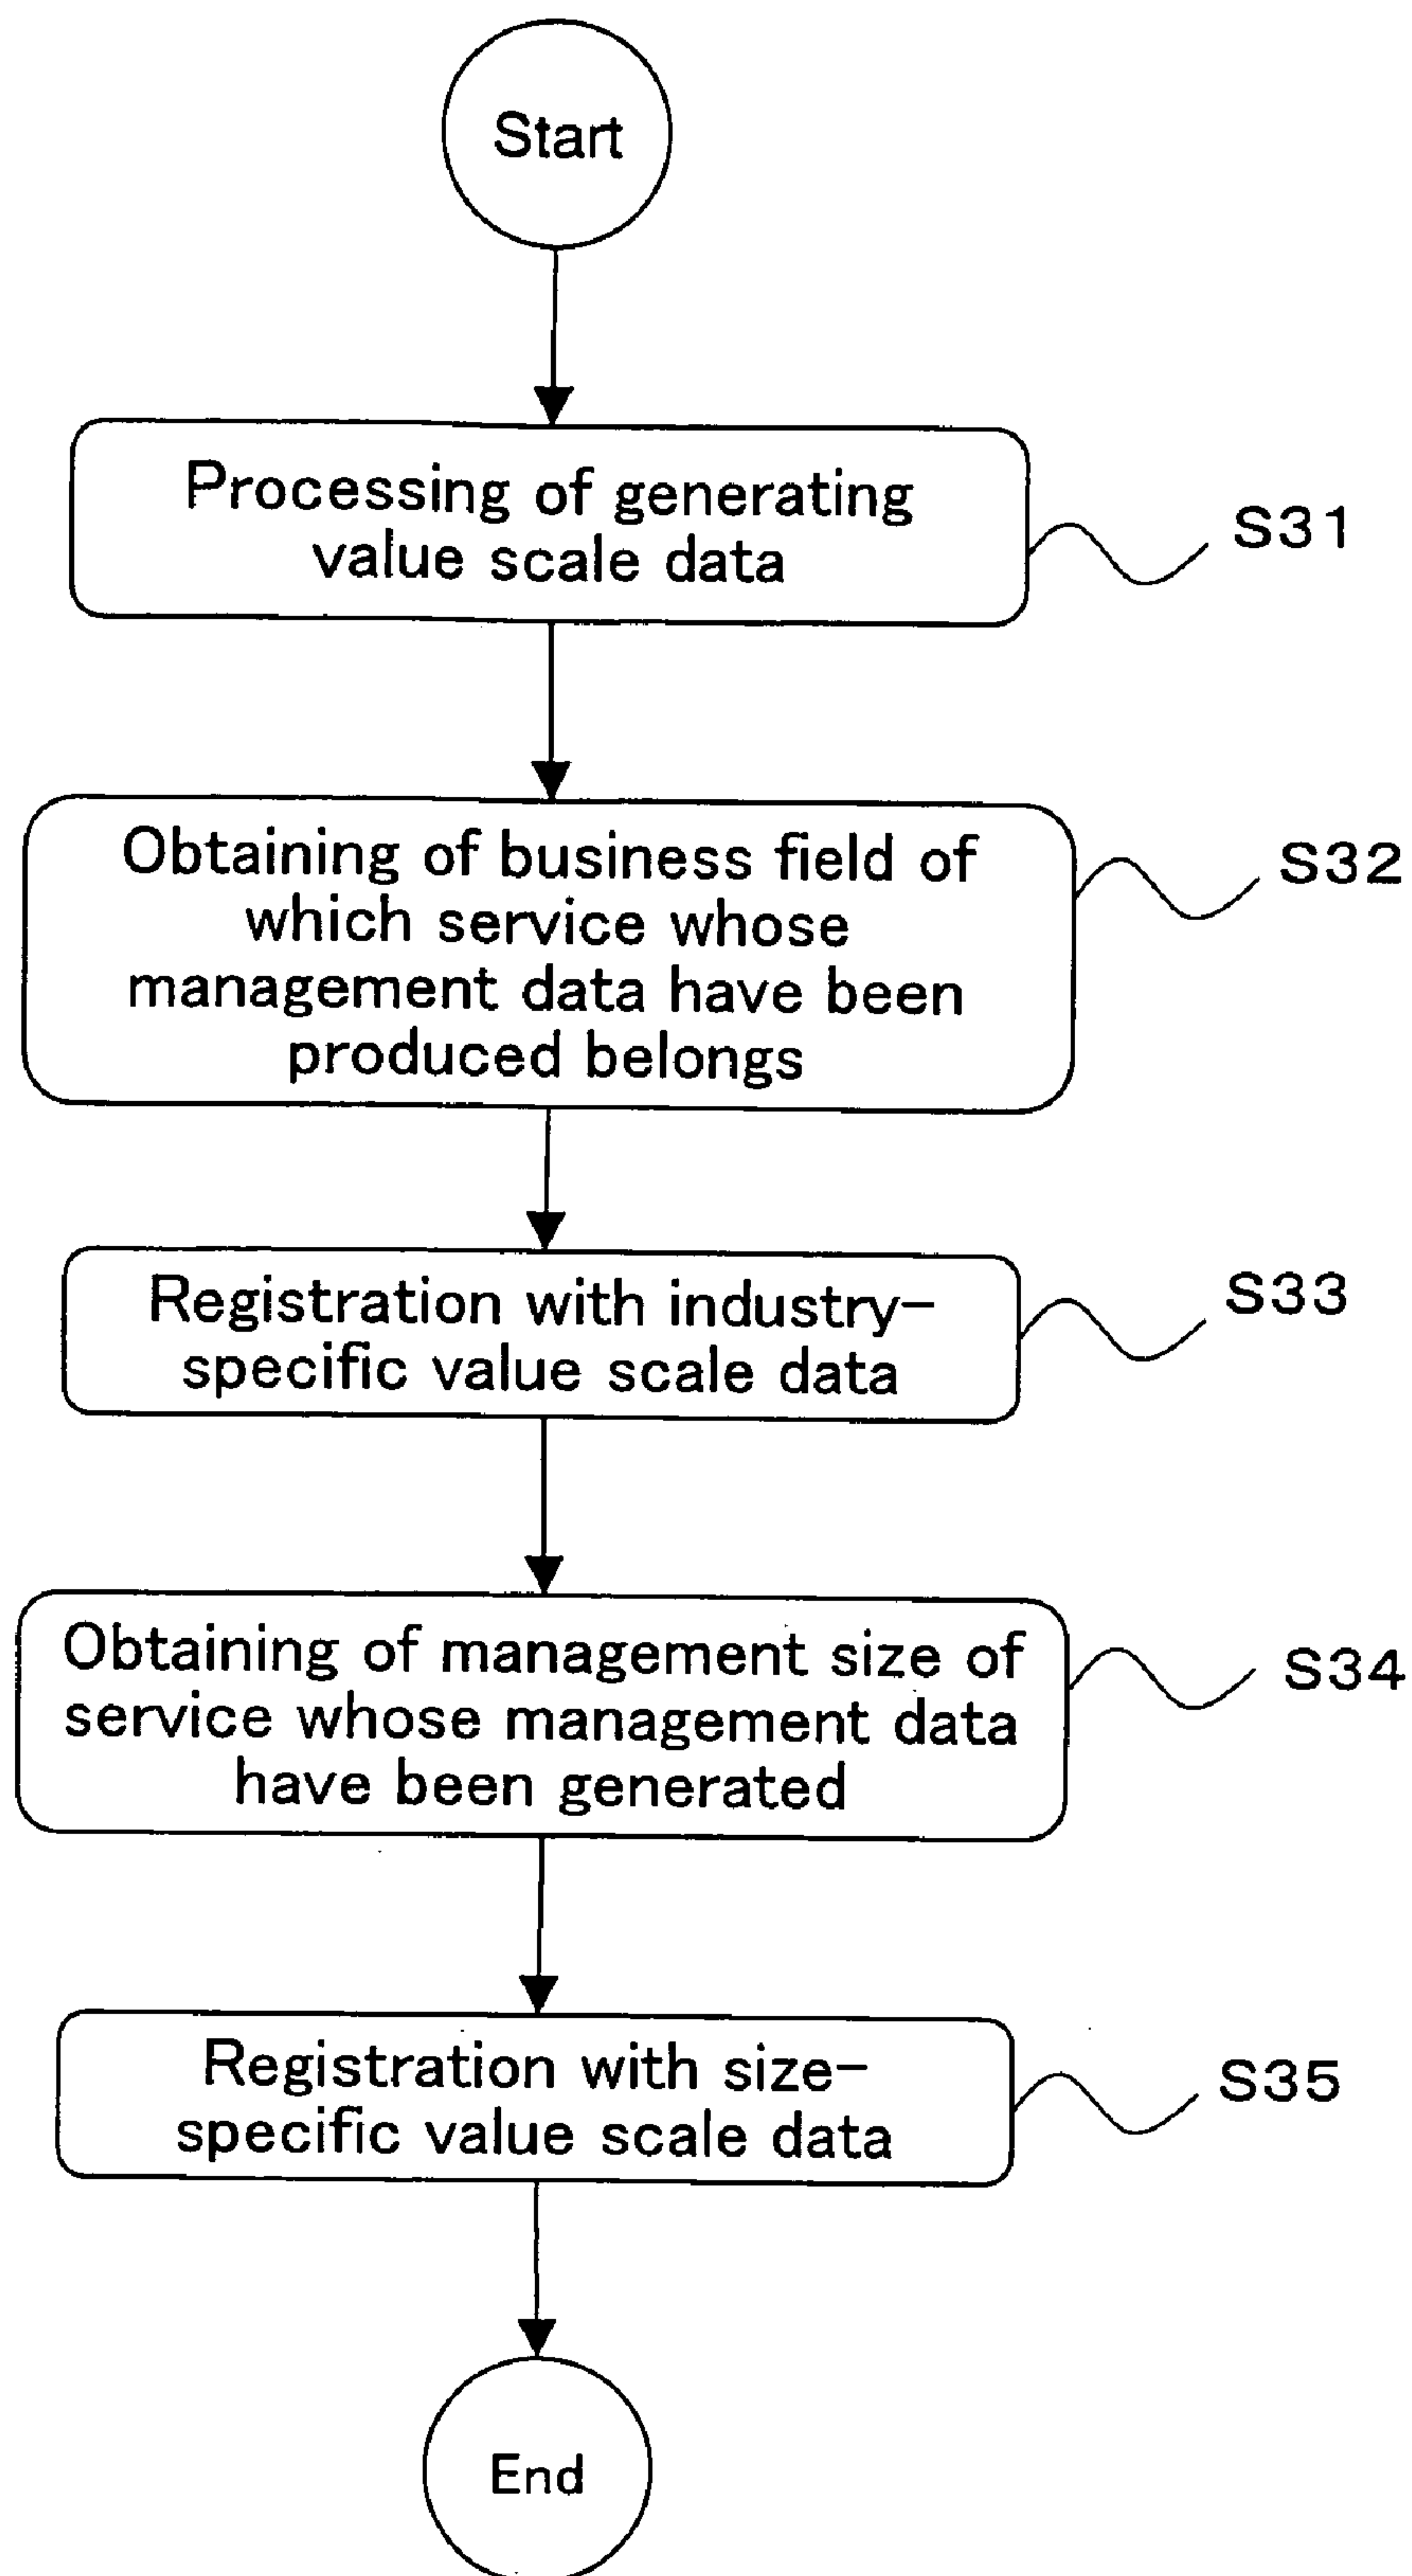 Start
Processing of generating
value scale data
S31
Obtaining of business field of
which service whose
management data have been
produced belongs
S32
Registration with industry-
specific value scale data
S33
Obtaining of management size of
service whose management data
have been generated
S34
Registration with size-
specific value scale data
S35
End